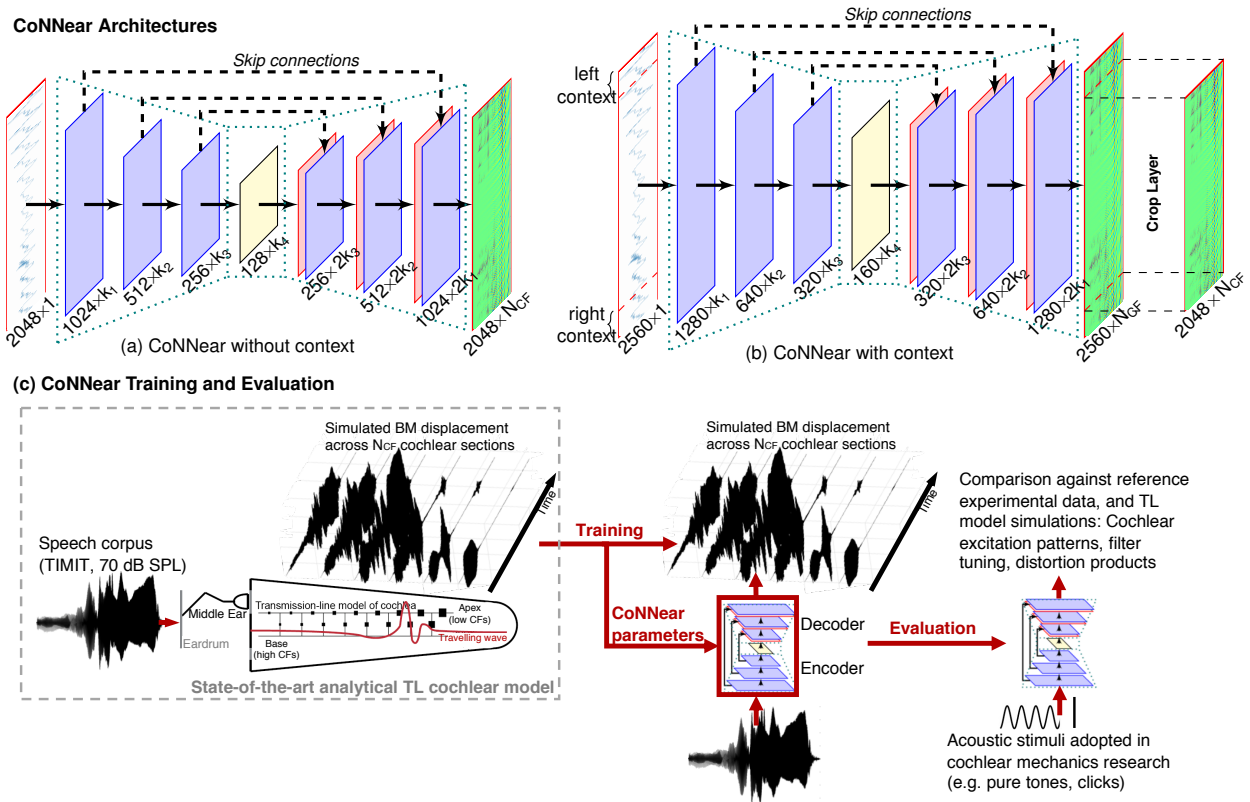 CoNNear Architectures
Skip connections
2048×1
1024×k1
512×k2
256×k3
128×k4
256×2k3
512×2k2
1024×2k1
2048×NCF
(a) CoNNear without context
Skip connections
left
context
right
context
2560×1
1280×k1
640×k2
320×k3
160×k4
320×2k3
640×2k2
1280×2k1
2560×NCF
Crop Layer
2048×NCF
(b) CoNNear with context
(c) CoNNear Training and Evaluation
Simulated BM displacement
across NCF cochlear sections
Time
Speech corpus
(TIMIT, 70 dB SPL)
Middle Ear
Eardrum
Transmission-line model of cochlea
Apex
(low CFs)
Travelling wave
Base
(high CFs)
State-of-the-art analytical TL cochlear model
Training
CoNNear
parameters
Simulated BM displacement
across NCF cochlear sections
Time
Decoder
Encoder
Evaluation
Comparison against reference
experimental data, and TL
model simulations: Cochlear
excitation patterns, filter
tuning, distortion products
Acoustic stimuli adopted in
cochlear mechanics research
(e.g. pure tones, clicks)